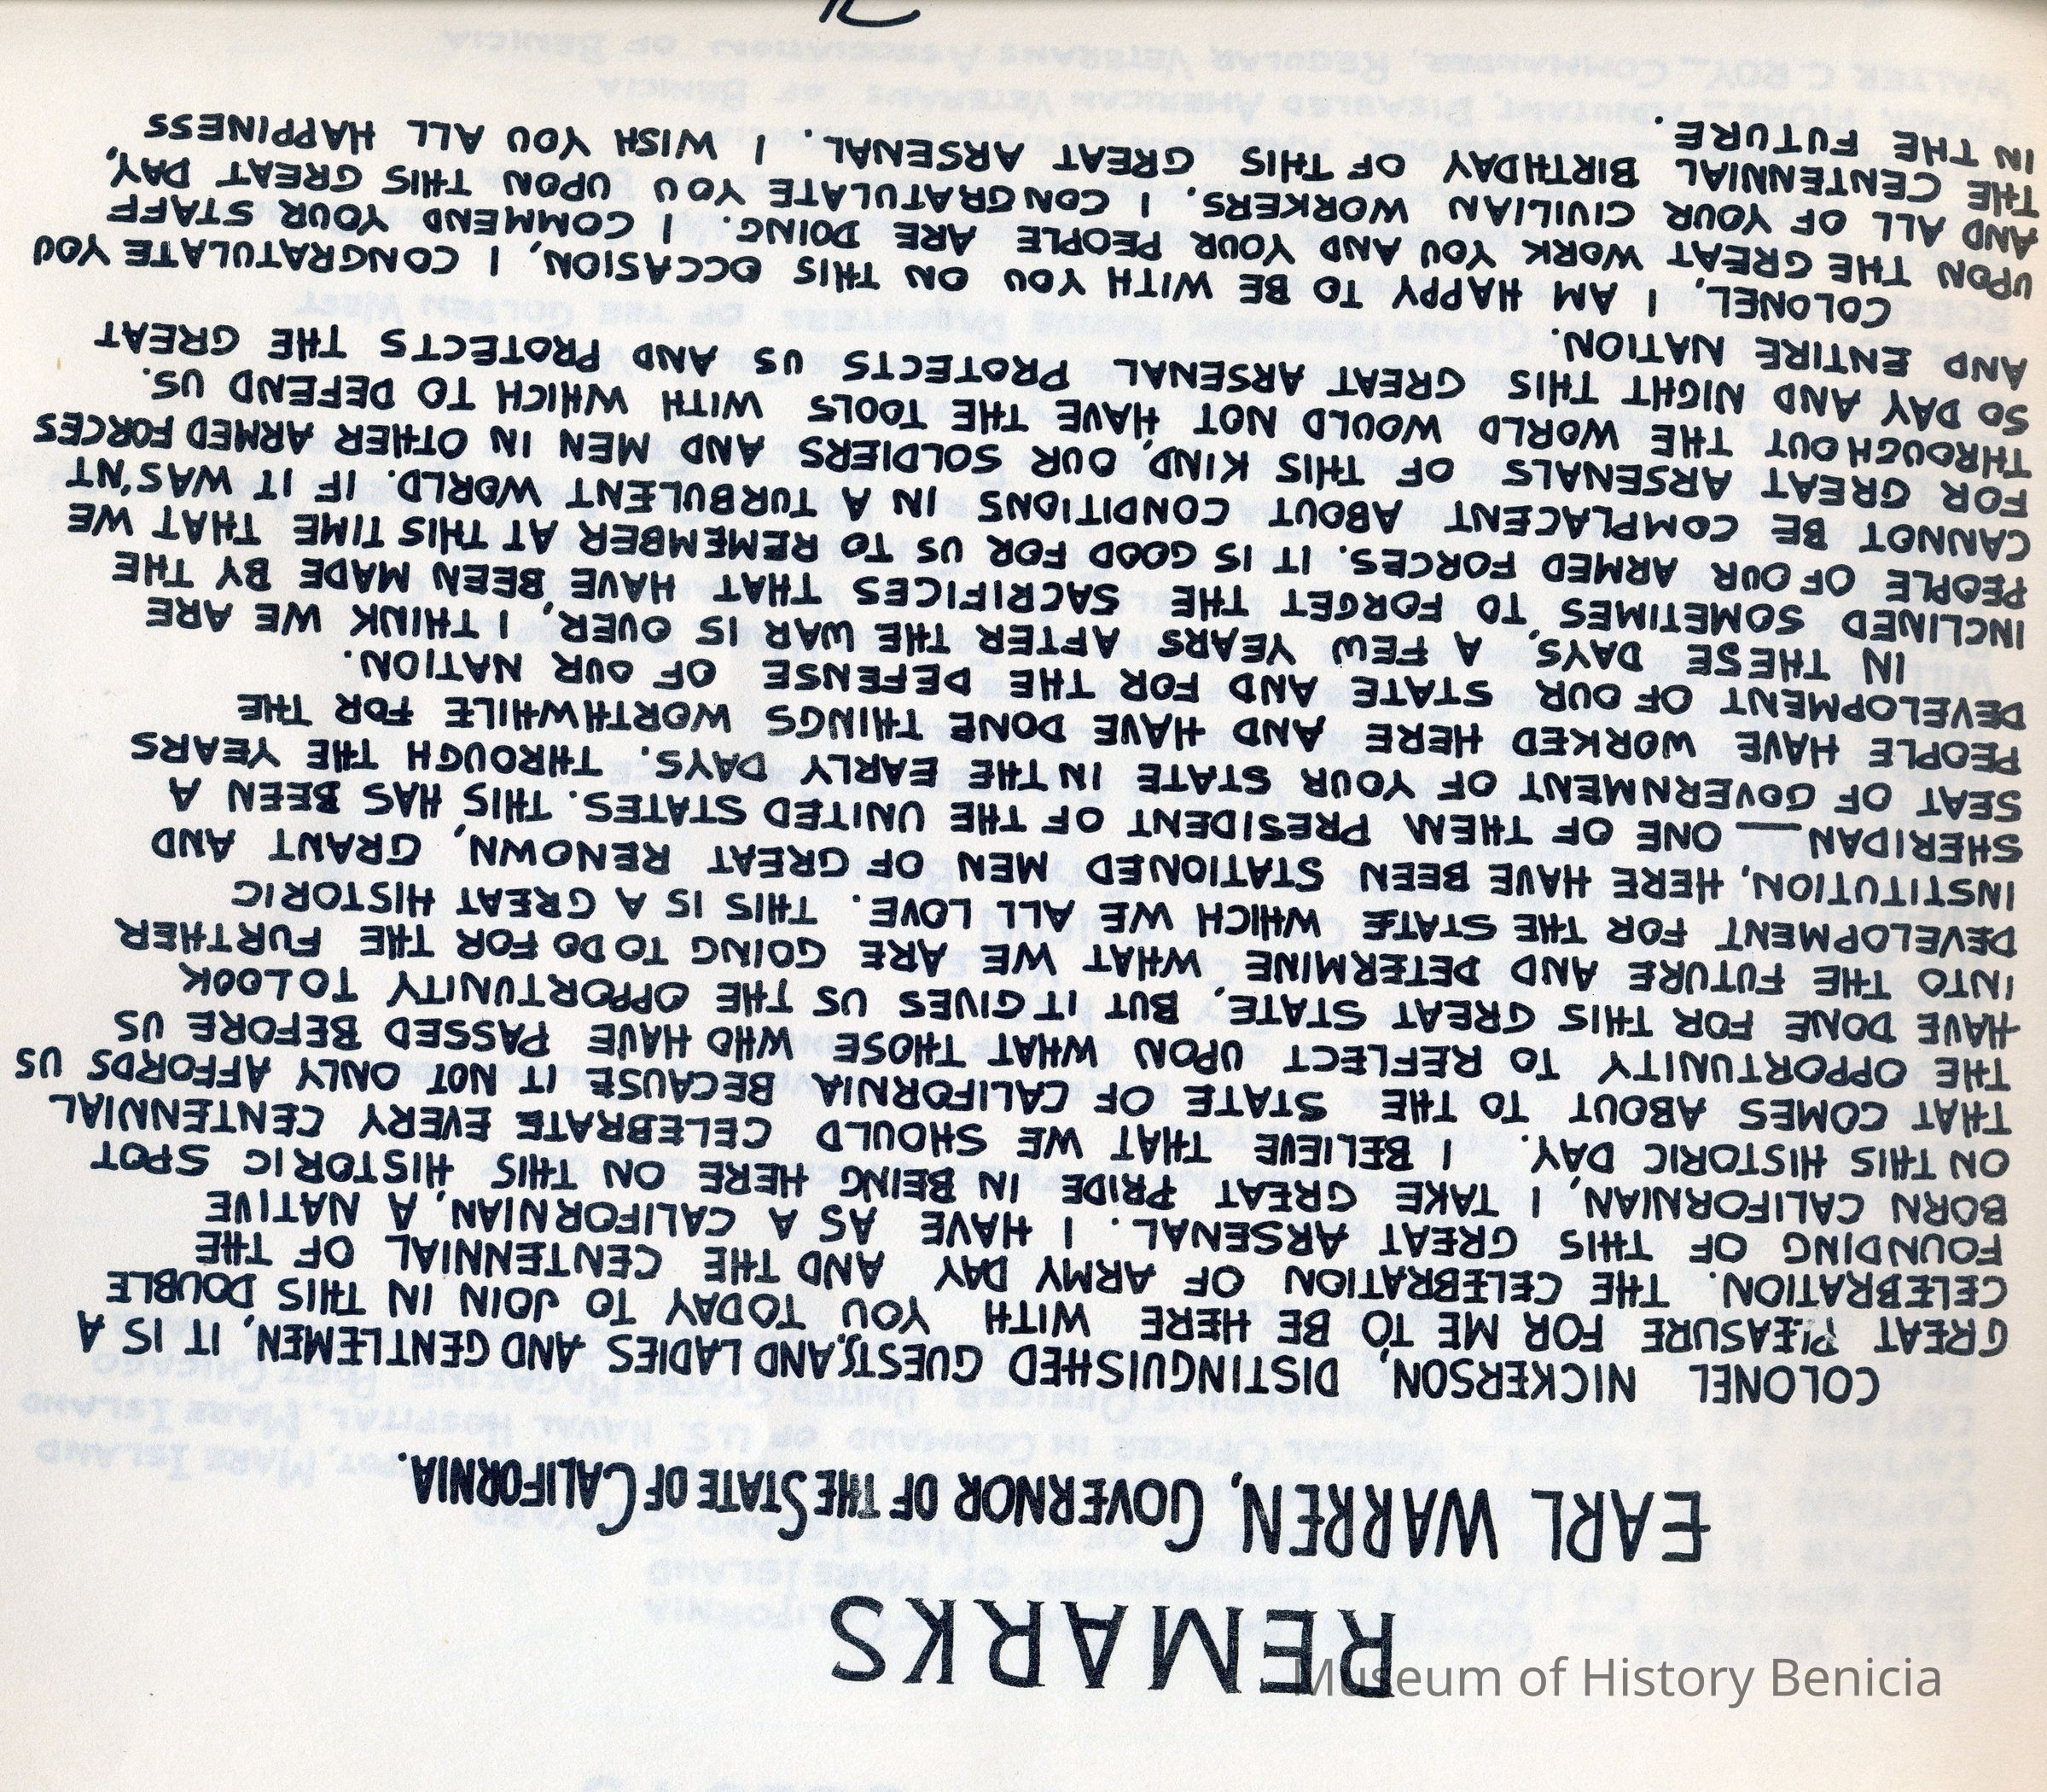 REMARKS
EARL WARREN, GOVERNOR OF THE STATE OF CALIFORNIA.
COLONEL NICKERSON, DISTINGUISHED GUESTS, AND LADIES AND GENTLEMEN, IT IS A
GREAT PLEASURE FOR ME TO BE HERE WITH YOU TODAY TO JOIN IN THIS DOUBLE
CELEBRATION. THE CELEBRATION OF ARMY DAY AND THE CENTENNIAL OF THE
FOUNDING OF THIS GREAT ARSENAL. I HAVE AS A CALIFORNIAN, A NATIVE
BORN CALIFORNIAN, I TAKE GREAT PRIDE IN BEING HERE ON THIS HISTORIC SPOT
ON THIS HISTORIC DAY. I BELIEVE THAT WE SHOULD CELEBRATE EVERY CENTENNIAL
THAT COMES ABOUT TO THE STATE OF CALIFORNIA BECAUSE IT NOT ONLY AFFORDS US
THE OPPORTUNITY TO REFLECT UPON WHAT THOSE WHO HAVE PASSED BEFORE US
HAVE DONE FOR THIS GREAT STATE, BUT IT GIVES US THE OPPORTUNITY TO LOOK
INTO THE FUTURE AND DETERMINE WHAT WE ARE GOING TO DO FOR THE FURTHER
DEVELOPMENT FOR THE STATE WHICH WE ALL LOVE. THIS IS A GREAT HISTORIC
INSTITUTION, HERE HAVE BEEN STATIONED MEN OF GREAT RENOWN, GRANT AND
SHERIDAN — ONE OF THEM PRESIDENT OF THE UNITED STATES. THIS HAS BEEN A
SEAT OF GOVERNMENT OF YOUR STATE IN THE EARLY DAYS. THROUGH THE YEARS
PEOPLE HAVE WORKED HERE AND HAVE DONE THINGS WORTHWHILE FOR THE
DEVELOPMENT OF OUR STATE AND FOR THE DEFENSE OF OUR NATION.
IN THESE DAYS, A FEW YEARS AFTER THE WAR IS OVER, I THINK WE ARE
INCLINED SOMETIMES TO FORGET THE SACRIFICES THAT HAVE BEEN MADE BY THE
PEOPLE OF OUR ARMED FORCES. IT IS GOOD FOR US TO REMEMBER AT THIS TIME THAT WE
CANNOT BE COMPLACENT ABOUT CONDITIONS IN A TURBULENT WORLD. IF IT WAS'NT
FOR GREAT ARSENALS OF THIS KIND, OUR SOLDIERS AND MEN IN OTHER ARMED FORCES
THROUGHOUT THE WORLD WOULD NOT HAVE THE TOOLS WITH WHICH TO DEFEND US.
SO DAY AND NIGHT THIS GREAT ARSENAL PROTECTS US AND PROTECTS THE GREAT
AND ENTIRE NATION.
COLONEL, I AM HAPPY TO BE WITH YOU ON THIS OCCASION, I CONGRATULATE YOU
UPON THE GREAT WORK YOU AND YOUR PEOPLE ARE DOING. I COMMEND YOUR STAFF
AND ALL OF YOUR CIVILIAN WORKERS. I CONGRATULATE YOU UPON THIS GREAT DAY,
THE CENTENNIAL BIRTHDAY OF THIS GREAT ARSENAL. I WISH YOU ALL HAPPINESS
IN THE FUTURE.
Museum of History Benicia